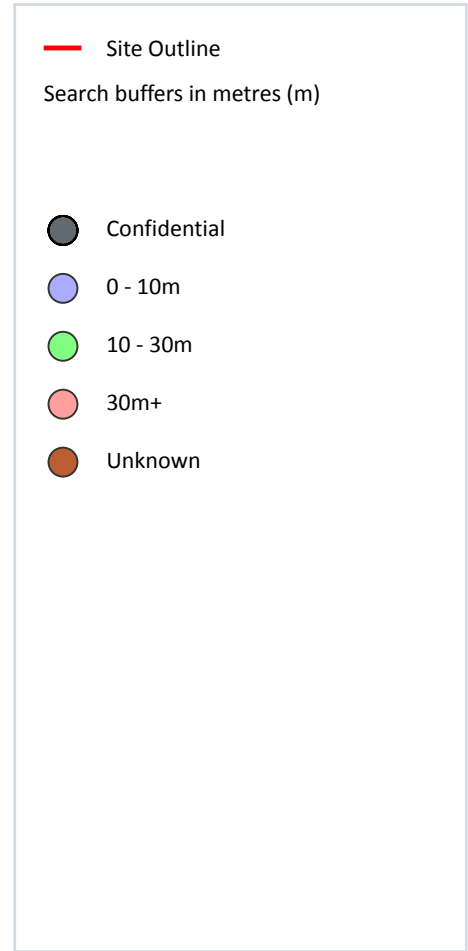 Site Outline
Search buffers in metres (m)
Confidential
0 - 10m
10 - 30m
30m+
Unknown